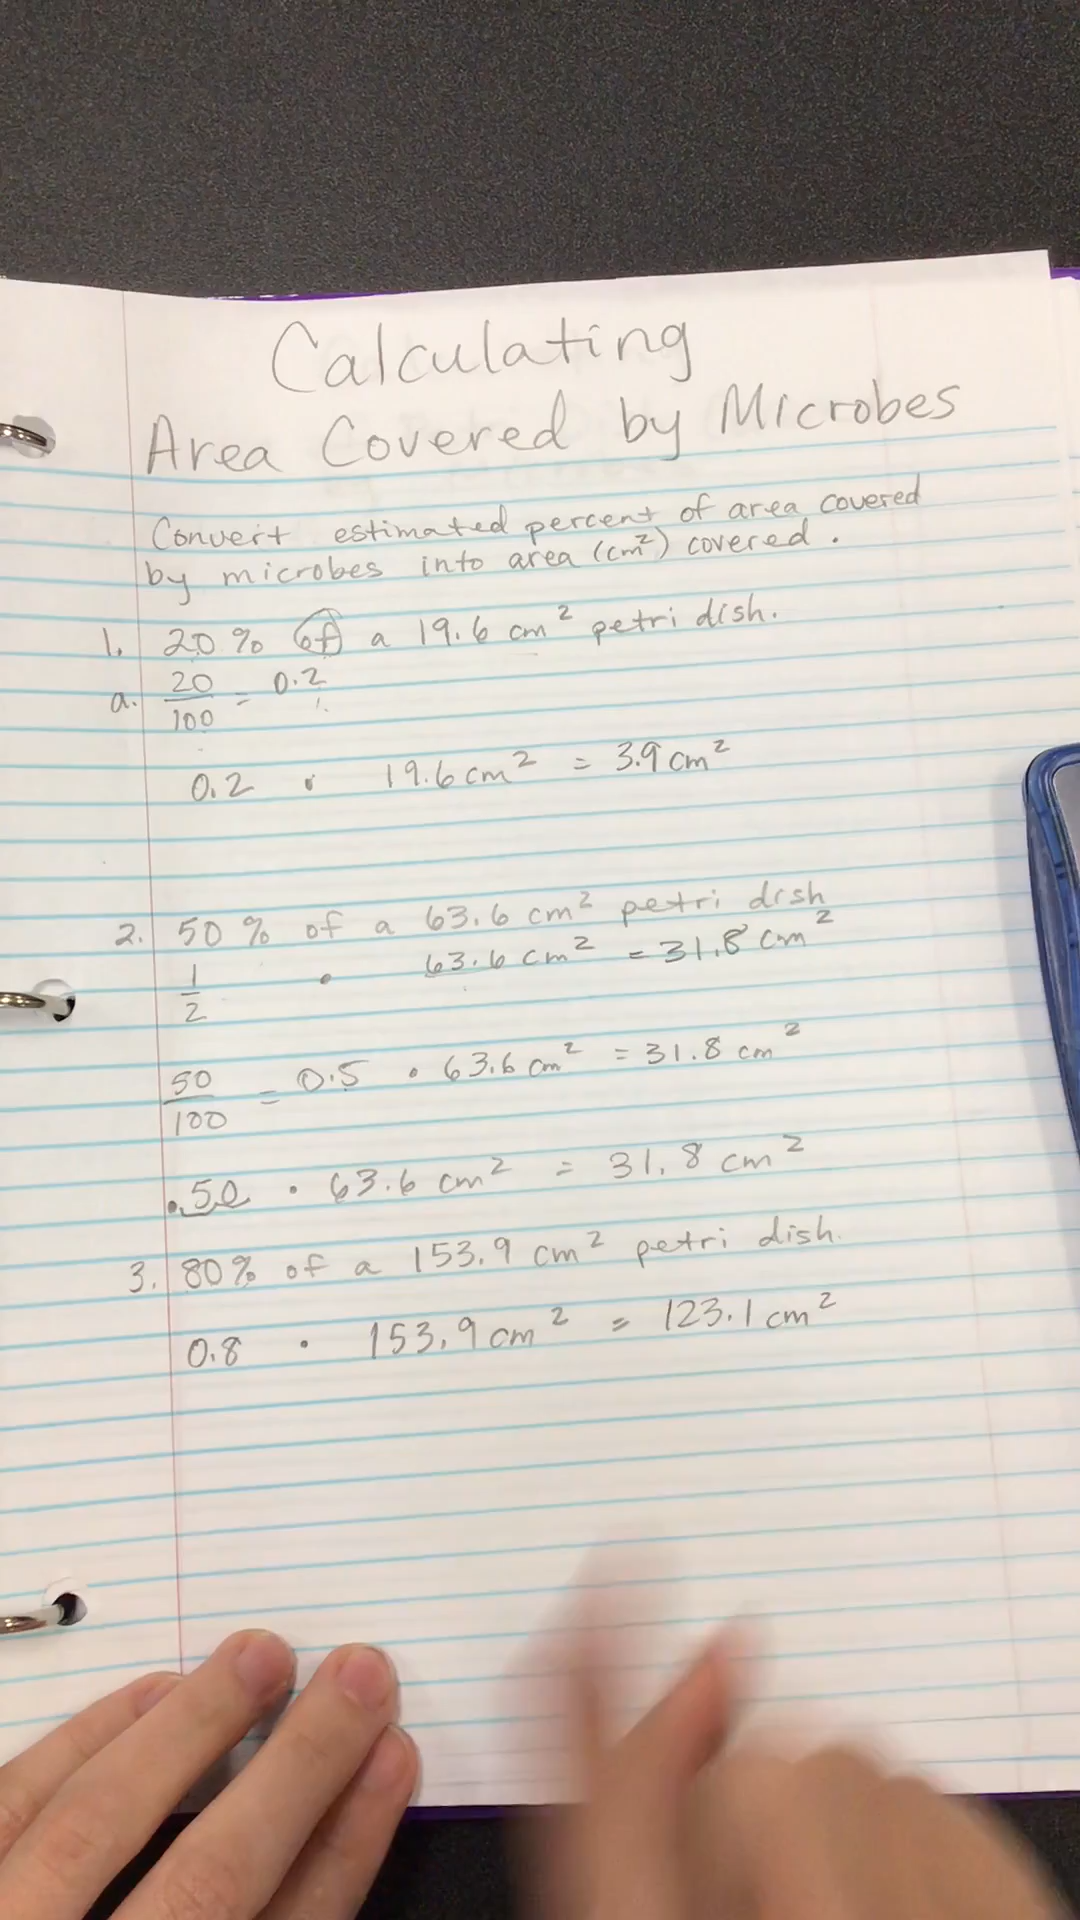 Calculating
Area Covered by Microbes
Convert estimated percent of area covered
by microbes into area (cm²) covered.
1. 20% of a 19.6 cm² petri dish.
a. 20/100 = 0.2
0.2 · 19.6 cm² = 3.9 cm²
2. 50% of a 63.6 cm² petri dish
1/2 · 63.6 cm² = 31.8 cm²
50/100 = 0.5 · 63.6 cm² = 31.8 cm²
.50 · 63.6 cm² = 31.8 cm²
3. 80% of a 153.9 cm² petri dish.
0.8 · 153.9 cm² = 123.1 cm²